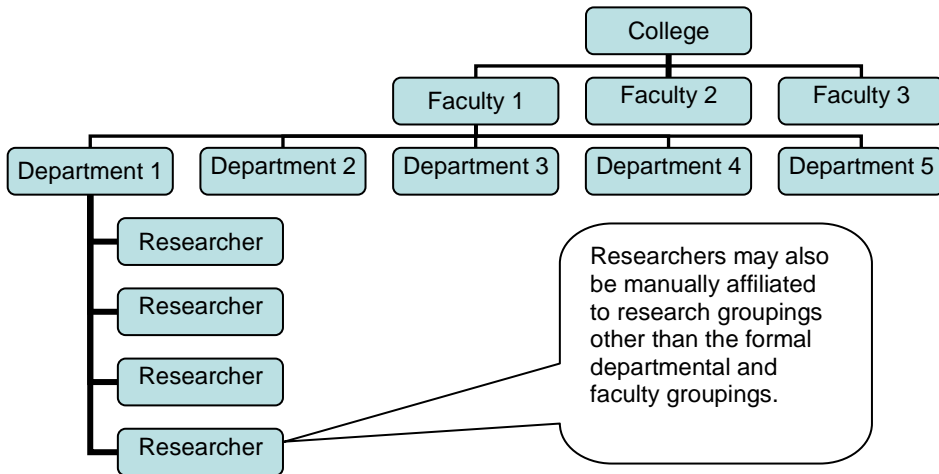 College
Faculty 1
Faculty 2
Faculty 3
Department 1
Department 2
Department 3
Department 4
Department 5
Researcher
Researcher
Researcher
Researcher
Researchers may also
be manually affiliated
to research groupings
other than the formal
departmental and
faculty groupings.